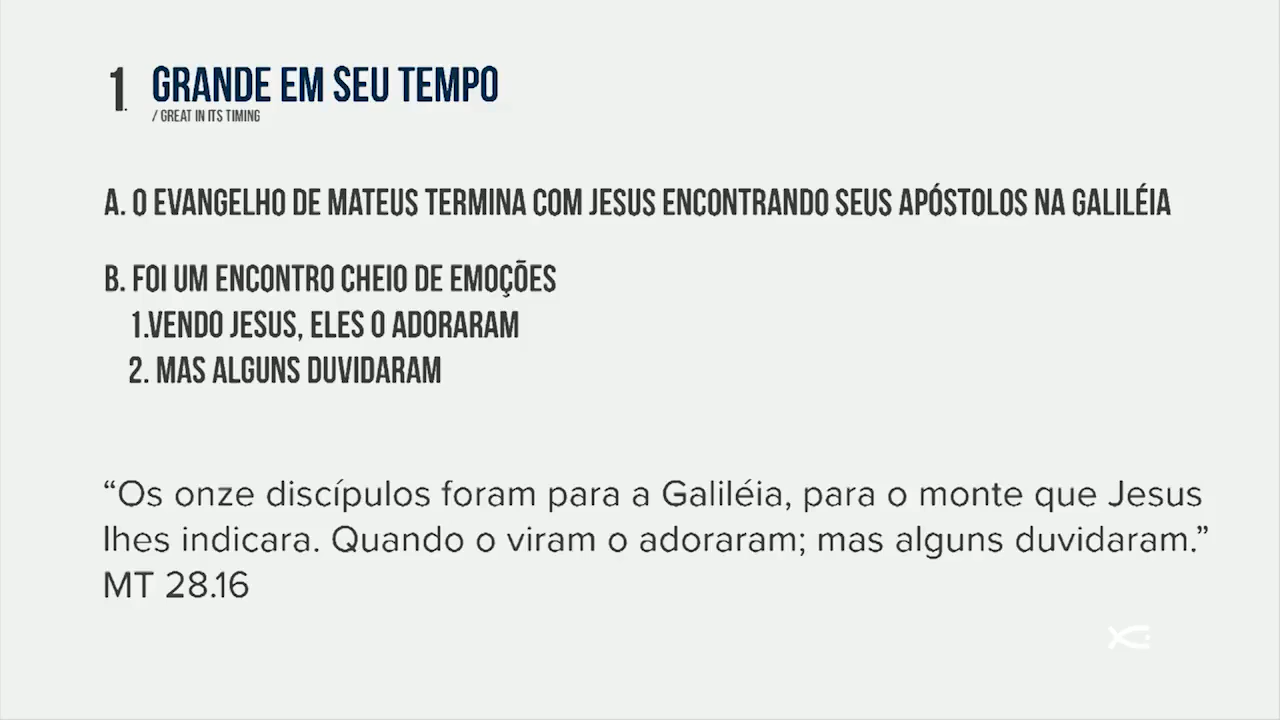 1. GRANDE EM SEU TEMPO
/ GREAT IN ITS TIMING
A. O EVANGELHO DE MATEUS TERMINA COM JESUS ENCONTRANDO SEUS APÓSTOLOS NA GALILÉIA
B. FOI UM ENCONTRO CHEIO DE EMOÇÕES
1.VENDO JESUS, ELES O ADORARAM
2. MAS ALGUNS DUVIDARAM
“Os onze discípulos foram para a Galiléia, para o monte que Jesus
lhes indicara. Quando o viram o adoraram; mas alguns duvidaram.”
MT 28.16